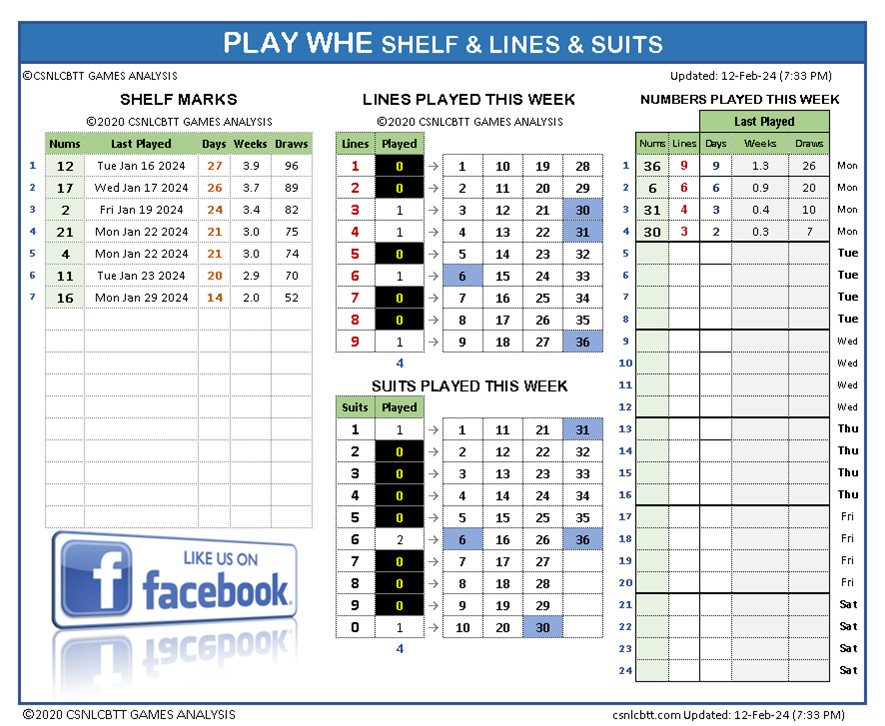 PLAY WHE SHELF & LINES & SUITS
©CSNLCBTT GAMES ANALYSIS
Updated: 12-Feb-24 (7:33 PM)
SHELF MARKS
©2020 CSNLCBTT GAMES ANALYSIS
Nums Last Played Days Weeks Draws
1 12 Tue Jan 16 2024 27 3.9 96
2 17 Wed Jan 17 2024 26 3.7 89
3 2 Fri Jan 19 2024 24 3.4 82
4 21 Mon Jan 22 2024 21 3.0 75
5 4 Mon Jan 22 2024 21 3.0 74
6 11 Tue Jan 23 2024 20 2.9 70
7 16 Mon Jan 29 2024 14 2.0 52
LIKE US ON
facebook
LINES PLAYED THIS WEEK
©2020 CSNLCBTT GAMES ANALYSIS
Lines Played
1 0 → 1 10 19 28
2 0 → 2 11 20 29
3 1 → 3 12 21 30
4 1 → 4 13 22 31
5 0 → 5 14 23 32
6 1 → 6 15 24 33
7 0 → 7 16 25 34
8 0 → 8 17 26 35
9 1 → 9 18 27 36
4
SUITS PLAYED THIS WEEK
Suits Played
1 1 → 1 11 21 31
2 0 → 2 12 22 32
3 0 → 3 13 23 33
4 0 → 4 14 24 34
5 0 → 5 15 25 35
6 2 → 6 16 26 36
7 0 → 7 17 27
8 0 → 8 18 28
9 0 → 9 19 29
0 1 → 10 20 30
4
NUMBERS PLAYED THIS WEEK
Last Played
Nums Lines Days Weeks Draws
1 36 9 9 1.3 26 Mon
2 6 6 6 0.9 20 Mon
3 31 4 3 0.4 10 Mon
4 30 3 2 0.3 7 Mon
5 Tue
6 Tue
7 Tue
8 Tue
9 Wed
10 Wed
11 Wed
12 Wed
13 Thu
14 Thu
15 Thu
16 Thu
17 Fri
18 Fri
19 Fri
20 Fri
21 Sat
22 Sat
23 Sat
24 Sat
©2020 CSNLCBTT GAMES ANALYSIS
csnlcbtt.com Updated: 12-Feb-24 (7:33 PM)